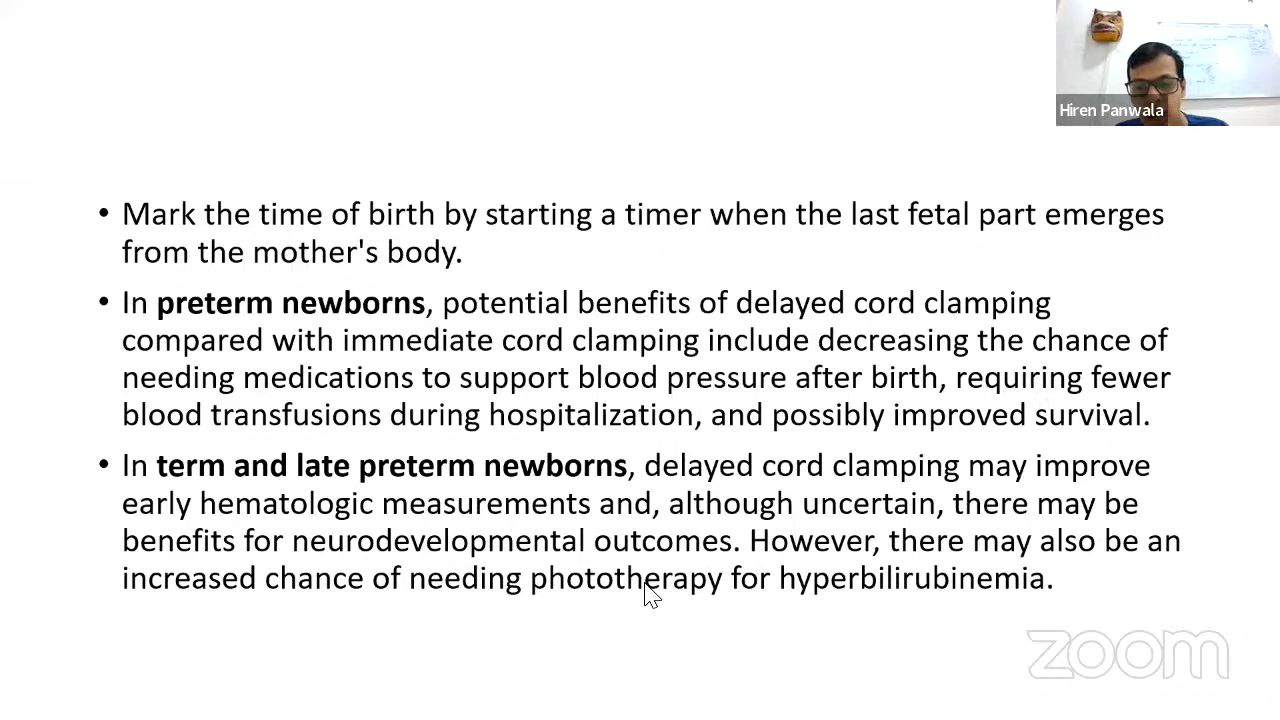 Hiren Panwala
• Mark the time of birth by starting a timer when the last fetal part emerges
from the mother's body.
• In preterm newborns, potential benefits of delayed cord clamping
compared with immediate cord clamping include decreasing the chance of
needing medications to support blood pressure after birth, requiring fewer
blood transfusions during hospitalization, and possibly improved survival.
• In term and late preterm newborns, delayed cord clamping may improve
early hematologic measurements and, although uncertain, there may be
benefits for neurodevelopmental outcomes. However, there may also be an
increased chance of needing phototherapy for hyperbilirubinemia.
zoom